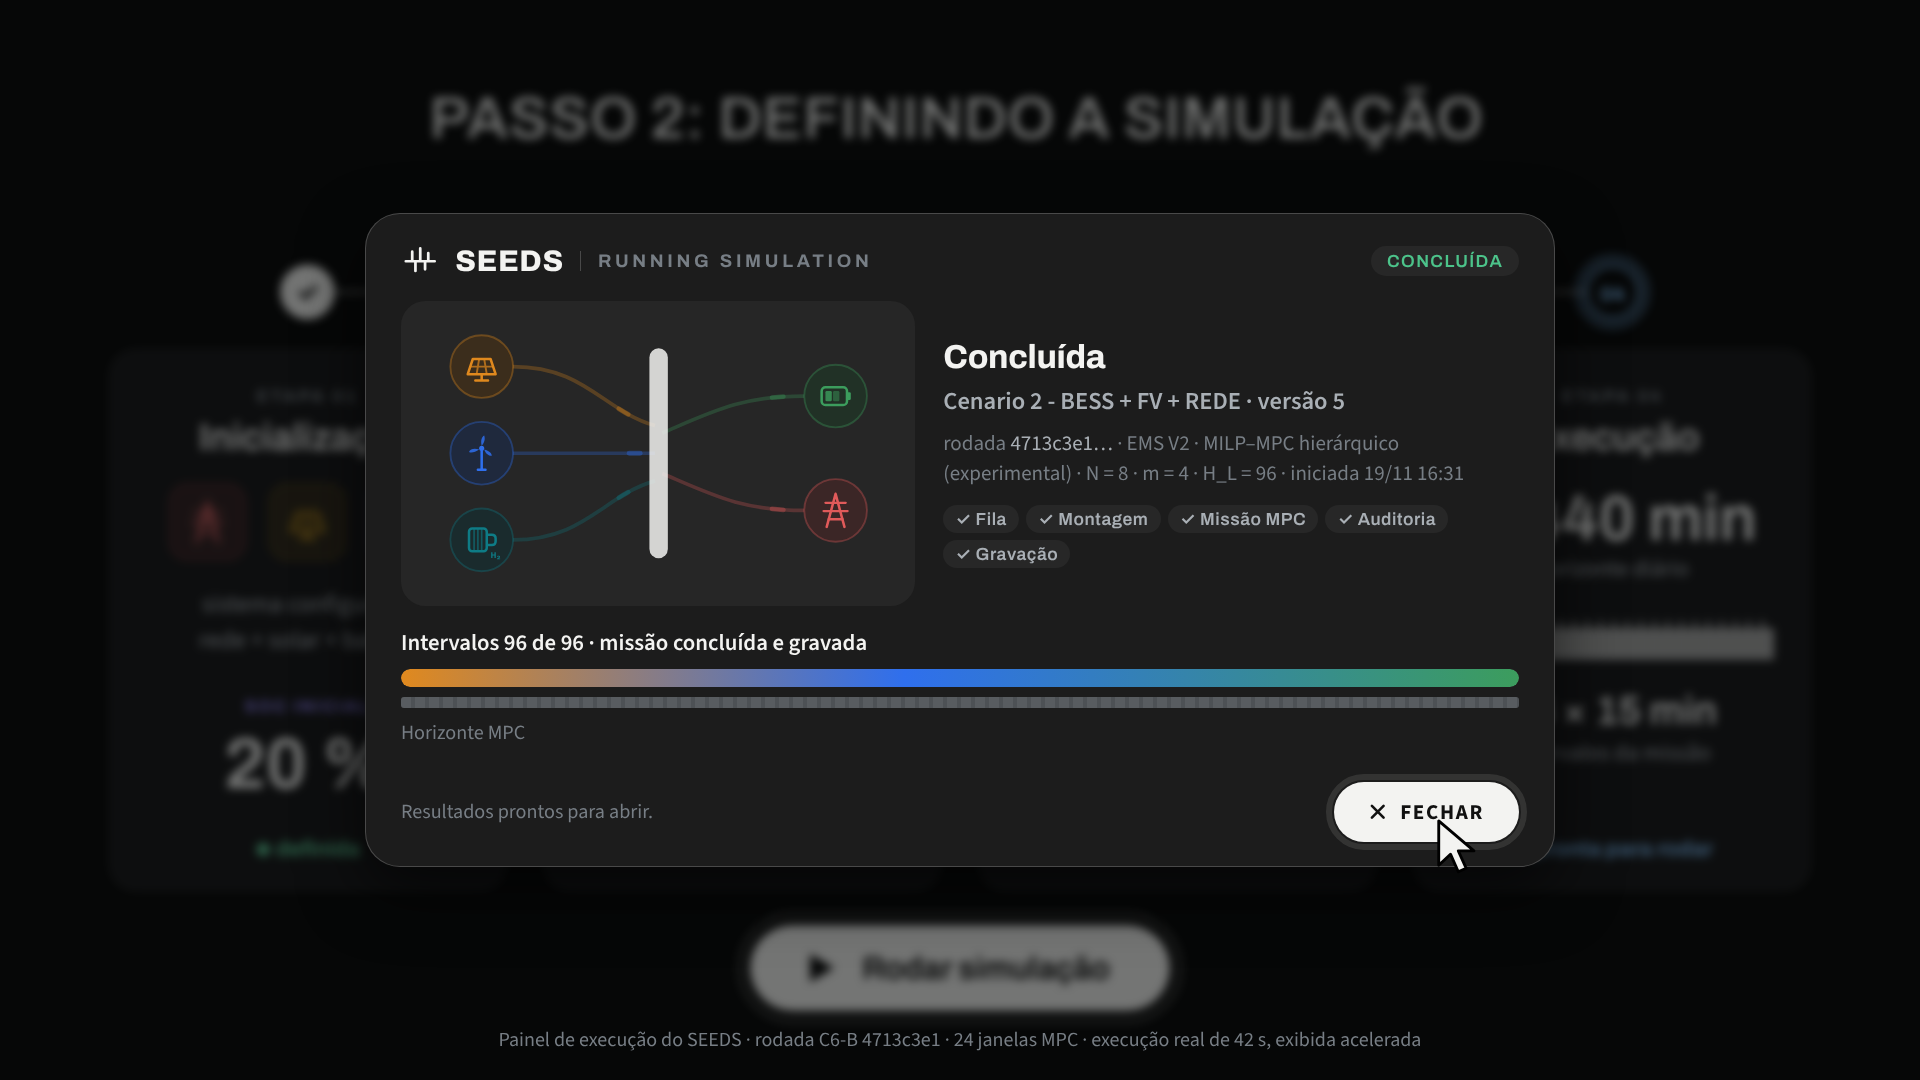 PASSO 2: DEFININDO A SIMULAÇÃO
SEEDS
RUNNING SIMULATION
CONCLUÍDA
H₂
Concluída
Cenario 2 - BESS + FV + REDE · versão 5
rodada 4713c3e1… · EMS V2 · MILP–MPC hierárquico
(experimental) · N = 8 · m = 4 · H_L = 96 · iniciada 19/11 16:31
✓ Fila ✓ Montagem ✓ Missão MPC ✓ Auditoria
✓ Gravação
Intervalos 96 de 96 · missão concluída e gravada
Horizonte MPC
Resultados prontos para abrir.
✕ FECHAR
20 %
definida
40 min
× 15 min
para rodar
Rodar simulação
Painel de execução do SEEDS · rodada C6-B 4713c3e1 · 24 janelas MPC · execução real de 42 s, exibida acelerada